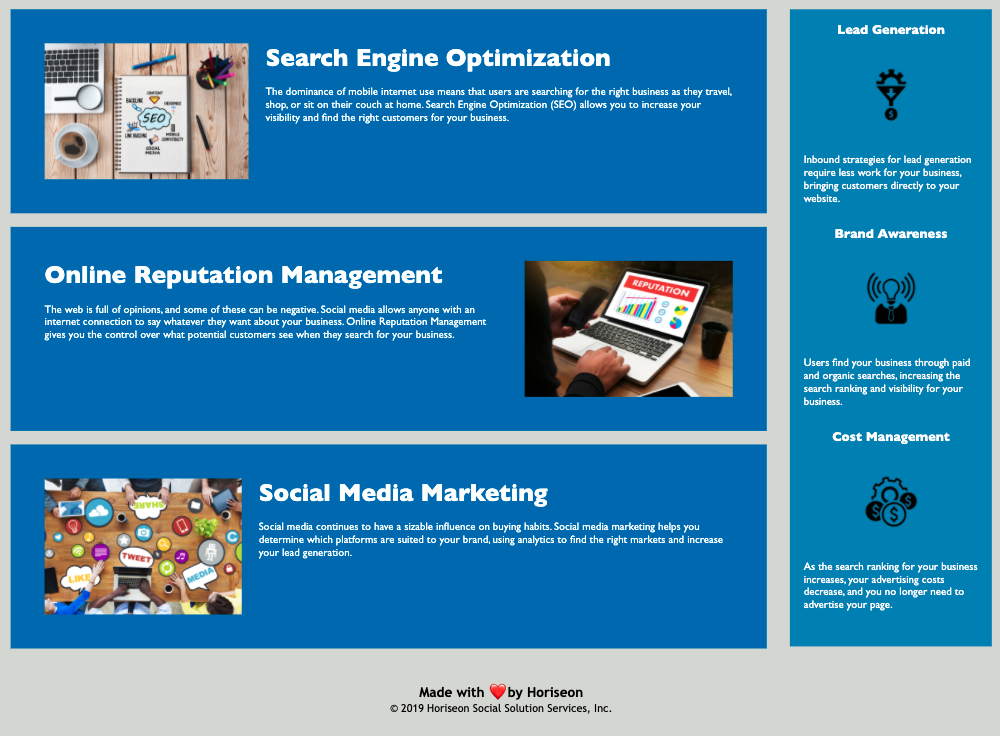 Search Engine Optimization
The dominance of mobile internet use means that users are searching for the right business as they travel,
shop, or sit on their couch at home. Search Engine Optimization (SEO) allows you to increase your
visibility and find the right customers for your business.
CONTENT
BACKLINK
KEYWORDS
SEO
LINK BUILDING
MOBILE
COMPATIBILITY
SOCIAL
MEDIA
Online Reputation Management
The web is full of opinions, and some of these can be negative. Social media allows anyone with an
internet connection to say whatever they want about your business. Online Reputation Management
gives you the control over what potential customers see when they search for your business.
REPUTATION
Social Media Marketing
Social media continues to have a sizable influence on buying habits. Social media marketing helps you
determine which platforms are suited to your brand, using analytics to find the right markets and increase
your lead generation.
SHARE
TWEET
LIKE
MEDIA
Lead Generation
Inbound strategies for lead generation
require less work for your business,
bringing customers directly to your
website.
Brand Awareness
Users find your business through paid
and organic searches, increasing the
search ranking and visibility for your
business.
Cost Management
As the search ranking for your business
increases, your advertising costs
decrease, and you no longer need to
advertise your page.
Made with ❤️by Horiseon
© 2019 Horiseon Social Solution Services, Inc.